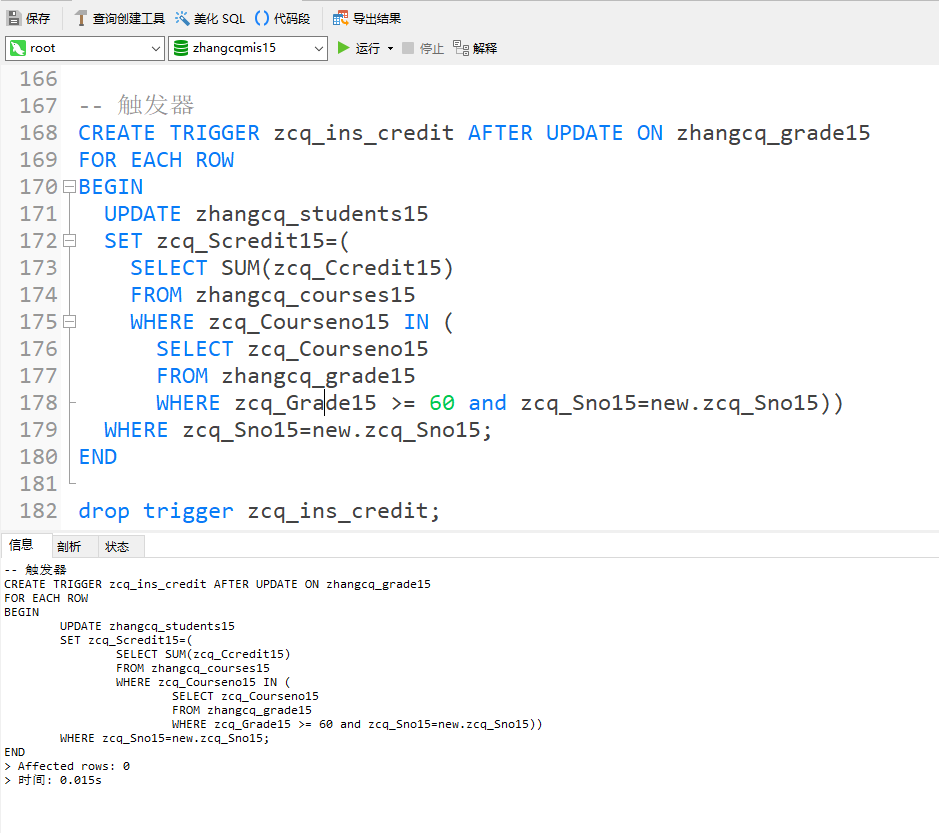 保存 查询创建工具 美化 SQL () 代码段 导出结果
root zhangcqmis15 运行 停止 解释
166
167 -- 触发器
168 CREATE TRIGGER zcq_ins_credit AFTER UPDATE ON zhangcq_grade15
169 FOR EACH ROW
170 BEGIN
171 UPDATE zhangcq_students15
172 SET zcq_Scredit15=(
173 SELECT SUM(zcq_Ccredit15)
174 FROM zhangcq_courses15
175 WHERE zcq_Courseno15 IN (
176 SELECT zcq_Courseno15
177 FROM zhangcq_grade15
178 WHERE zcq_Grade15 >= 60 and zcq_Sno15=new.zcq_Sno15))
179 WHERE zcq_Sno15=new.zcq_Sno15;
180 END
181
182 drop trigger zcq_ins_credit;
信息 剖析 状态
-- 触发器
CREATE TRIGGER zcq_ins_credit AFTER UPDATE ON zhangcq_grade15
FOR EACH ROW
BEGIN
UPDATE zhangcq_students15
SET zcq_Scredit15=(
SELECT SUM(zcq_Ccredit15)
FROM zhangcq_courses15
WHERE zcq_Courseno15 IN (
SELECT zcq_Courseno15
FROM zhangcq_grade15
WHERE zcq_Grade15 >= 60 and zcq_Sno15=new.zcq_Sno15))
WHERE zcq_Sno15=new.zcq_Sno15;
END
> Affected rows: 0
> 时间: 0.015s